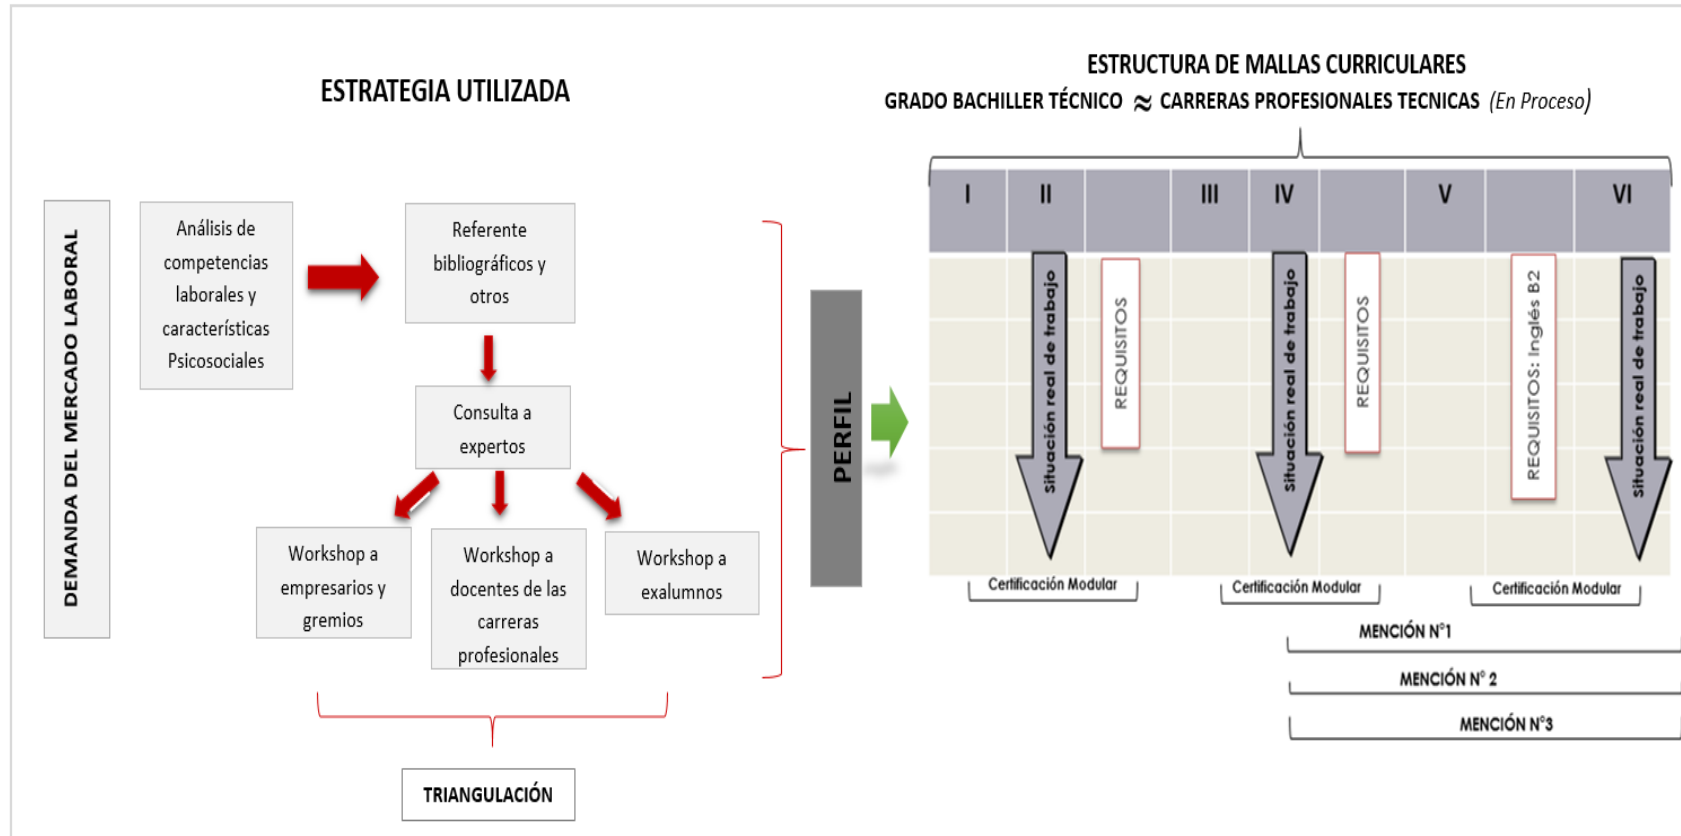 ESTRATEGIA UTILIZADA
DEMANDA DEL MERCADO LABORAL
Análisis de
competencias
laborales y
características
Psicosociales
Referente
bibliográficos y
otros
Consulta a
expertos
Workshop a
empresarios y
gremios
Workshop a
docentes de las
carreras
profesionales
Workshop a
exalumnos
TRIANGULACIÓN
PERFIL
ESTRUCTURA DE MALLAS CURRICULARES
GRADO BACHILLER TÉCNICO ≈ CARRERAS PROFESIONALES TECNICAS (En Proceso)
I II III IV V VI
Situación real de trabajo
REQUISITOS
Situación real de trabajo
REQUISITOS
REQUISITOS: Inglés B2
Situación real de trabajo
Certificación Modular
Certificación Modular
Certificación Modular
MENCIÓN N°1
MENCIÓN N° 2
MENCIÓN N°3